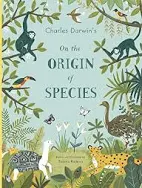 Charles Darwin's
On the
ORIGIN
of
SPECIES